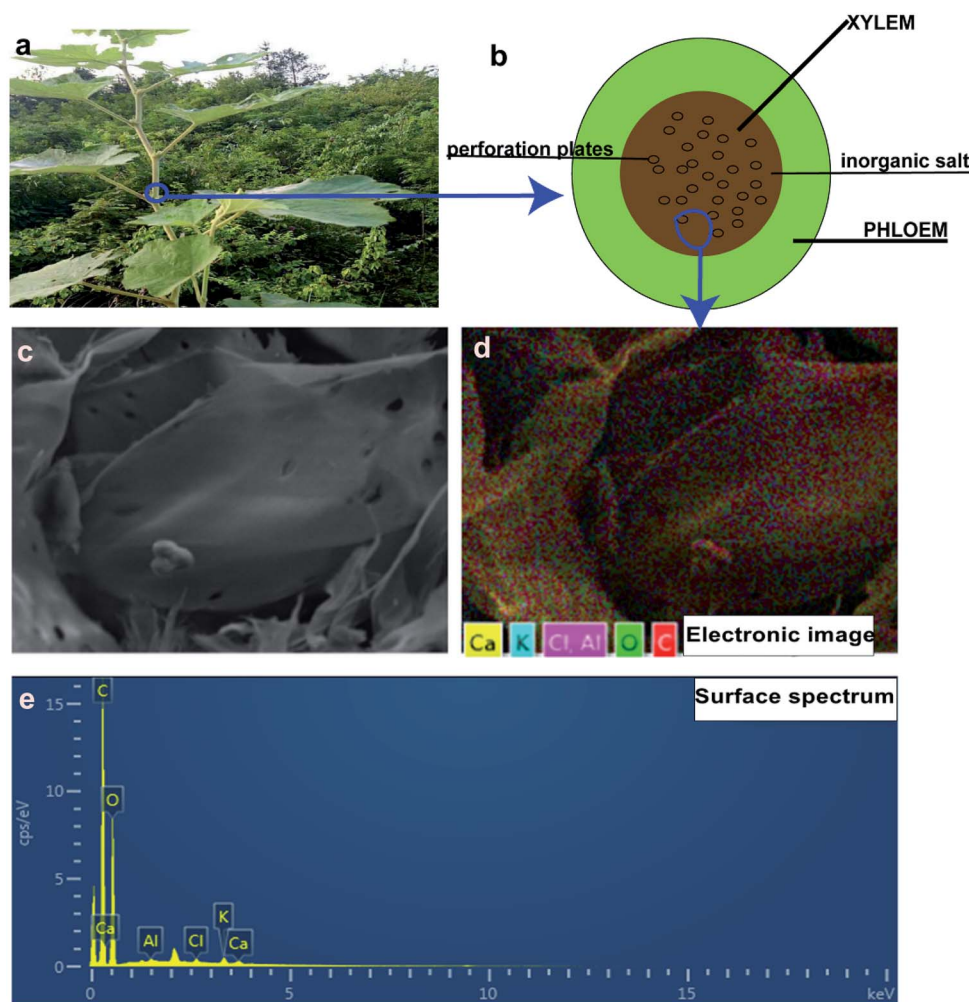 a
b
XYLEM
perforation plates
inorganic salt
PHLOEM
c
d
Ca K Cl, Al O C Electronic image
e
Surface spectrum
15
C
10
O
cps/eV
5
K
Ca Al Cl Ca
0
0 5 10 15 keV